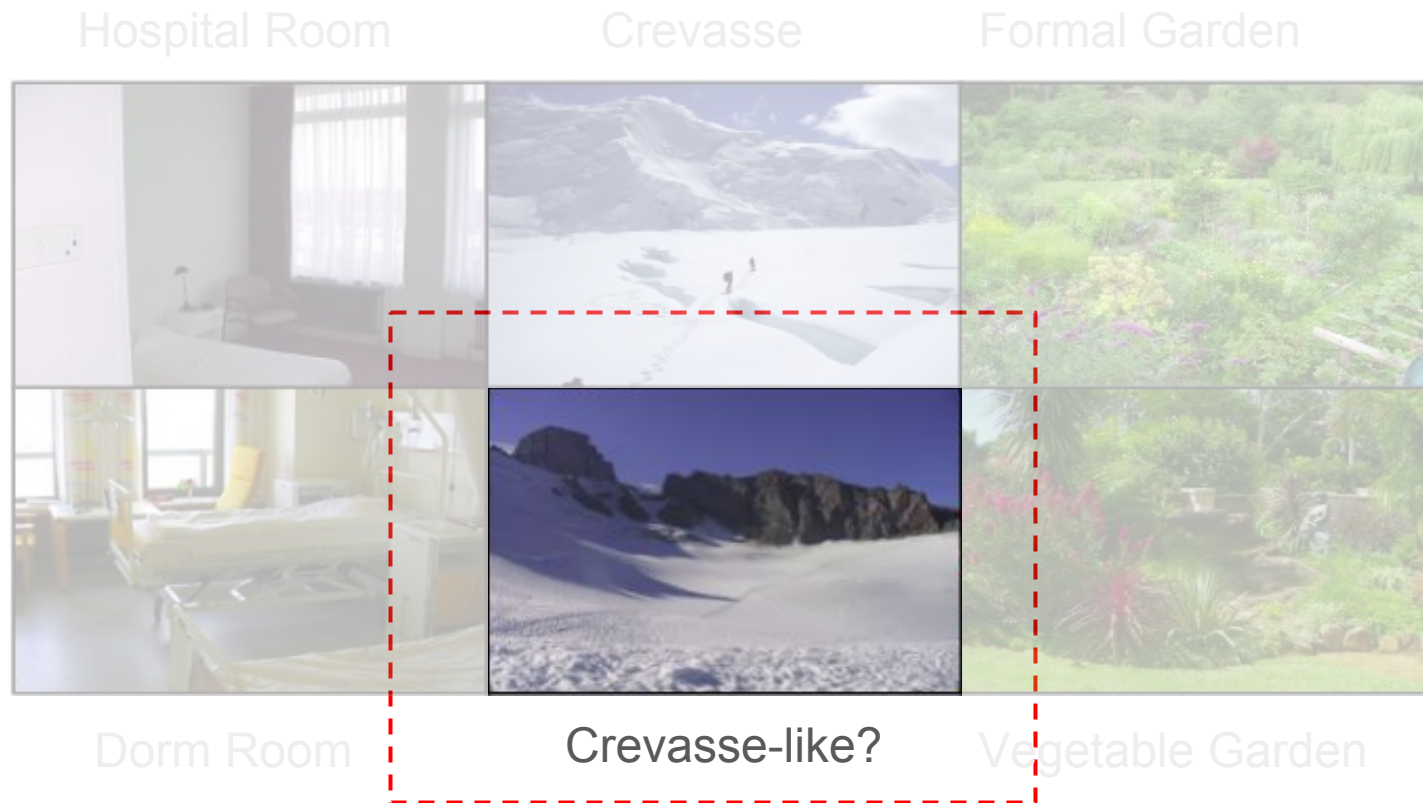 Hospital Room
Crevasse
Formal Garden
Dorm Room
Crevasse-like?
Vegetable Garden